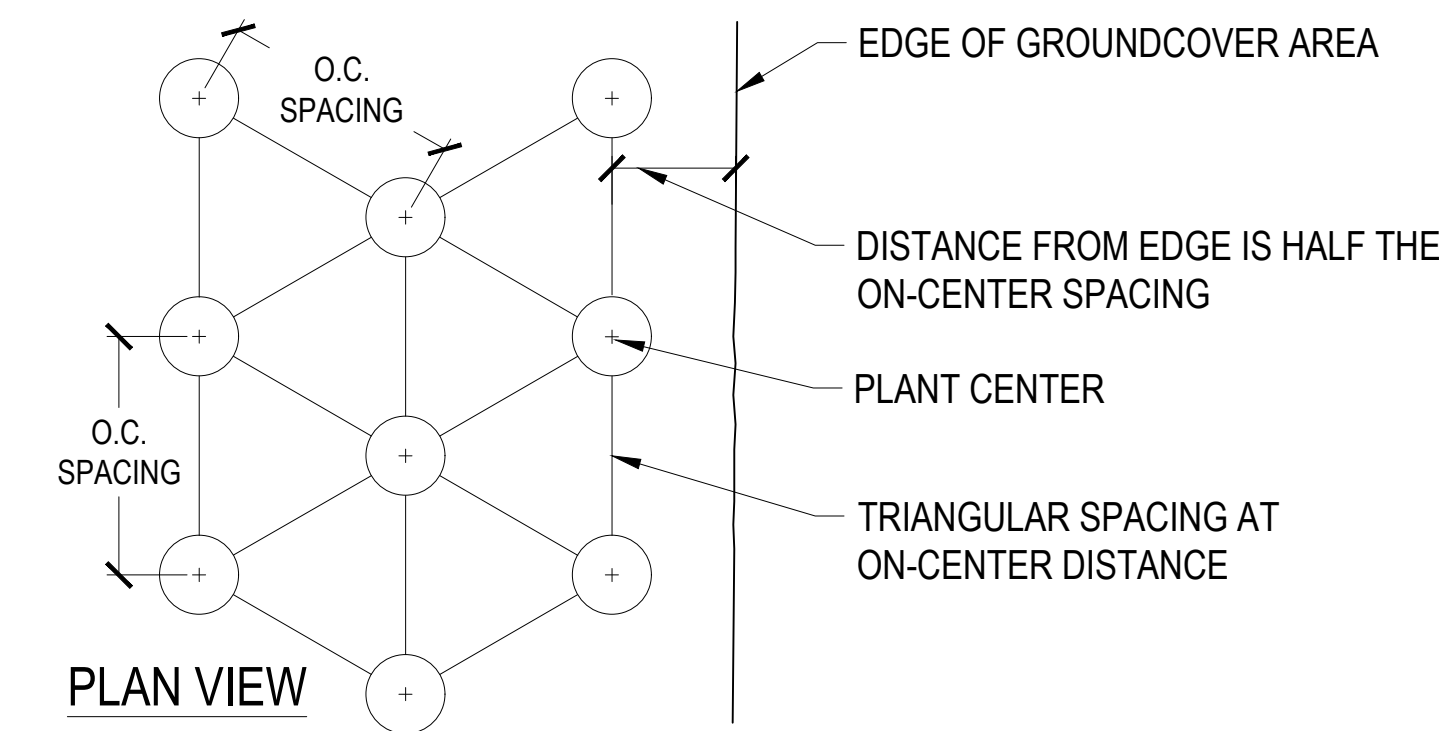 EDGE OF GROUNDCOVER AREA
O.C.
SPACING
DISTANCE FROM EDGE IS HALF THE
ON-CENTER SPACING
PLANT CENTER
O.C.
SPACING
TRIANGULAR SPACING AT
ON-CENTER DISTANCE
PLAN VIEW